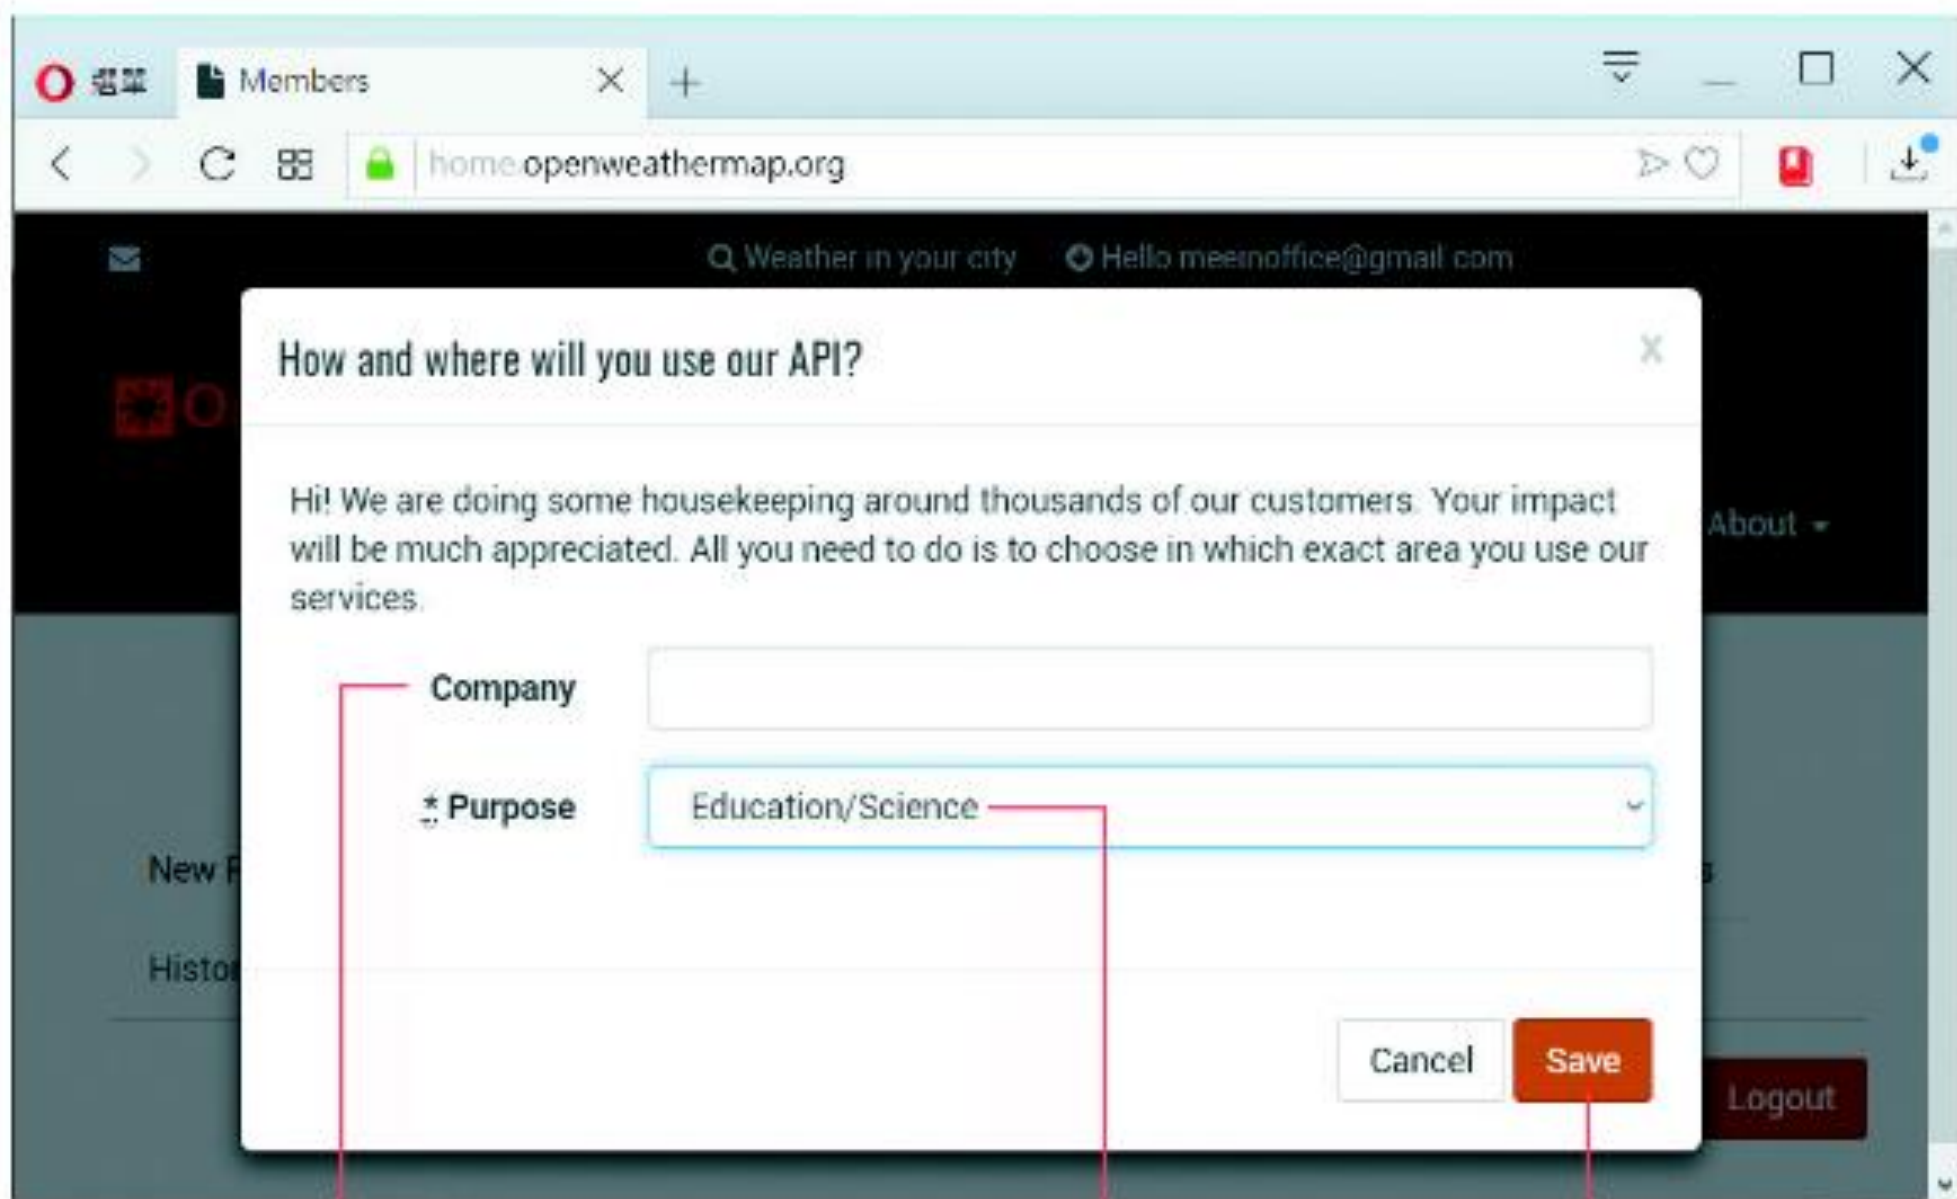 Members
home.openweathermap.org
Weather in your city Hello meeinoffice@gmail.com
How and where will you use our API? x
O
Hi! We are doing some housekeeping around thousands of our customers. Your impact
will be much appreciated. All you need to do is to choose in which exact area you use our
services.
About
Company
* Purpose Education/Science
New
Histor
Cancel Save
Logout